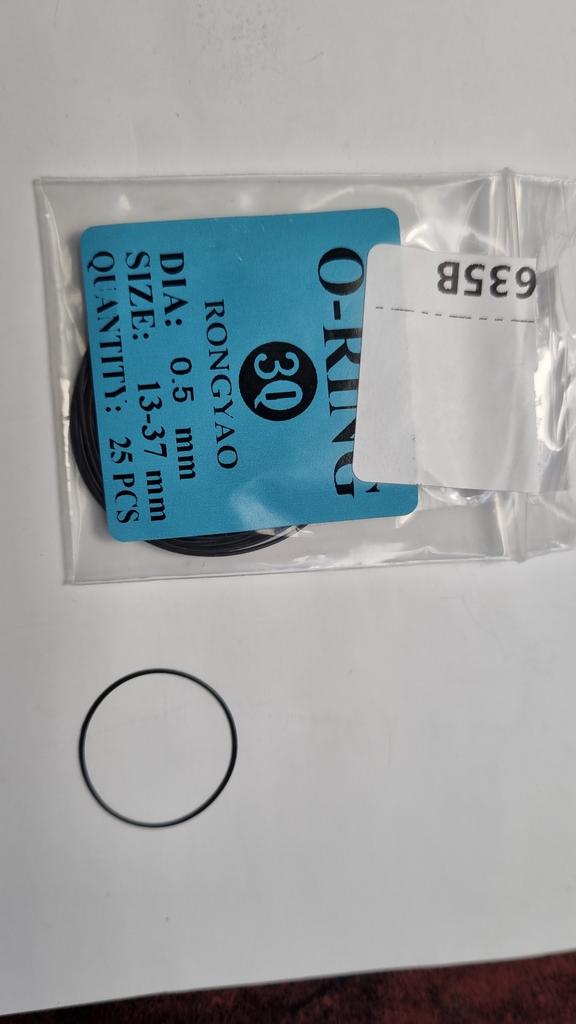 O-RING
3Q
RONGYAO
DIA: 0.5 mm
SIZE: 13-37 mm
QUANTITY: 25 PCS
635B